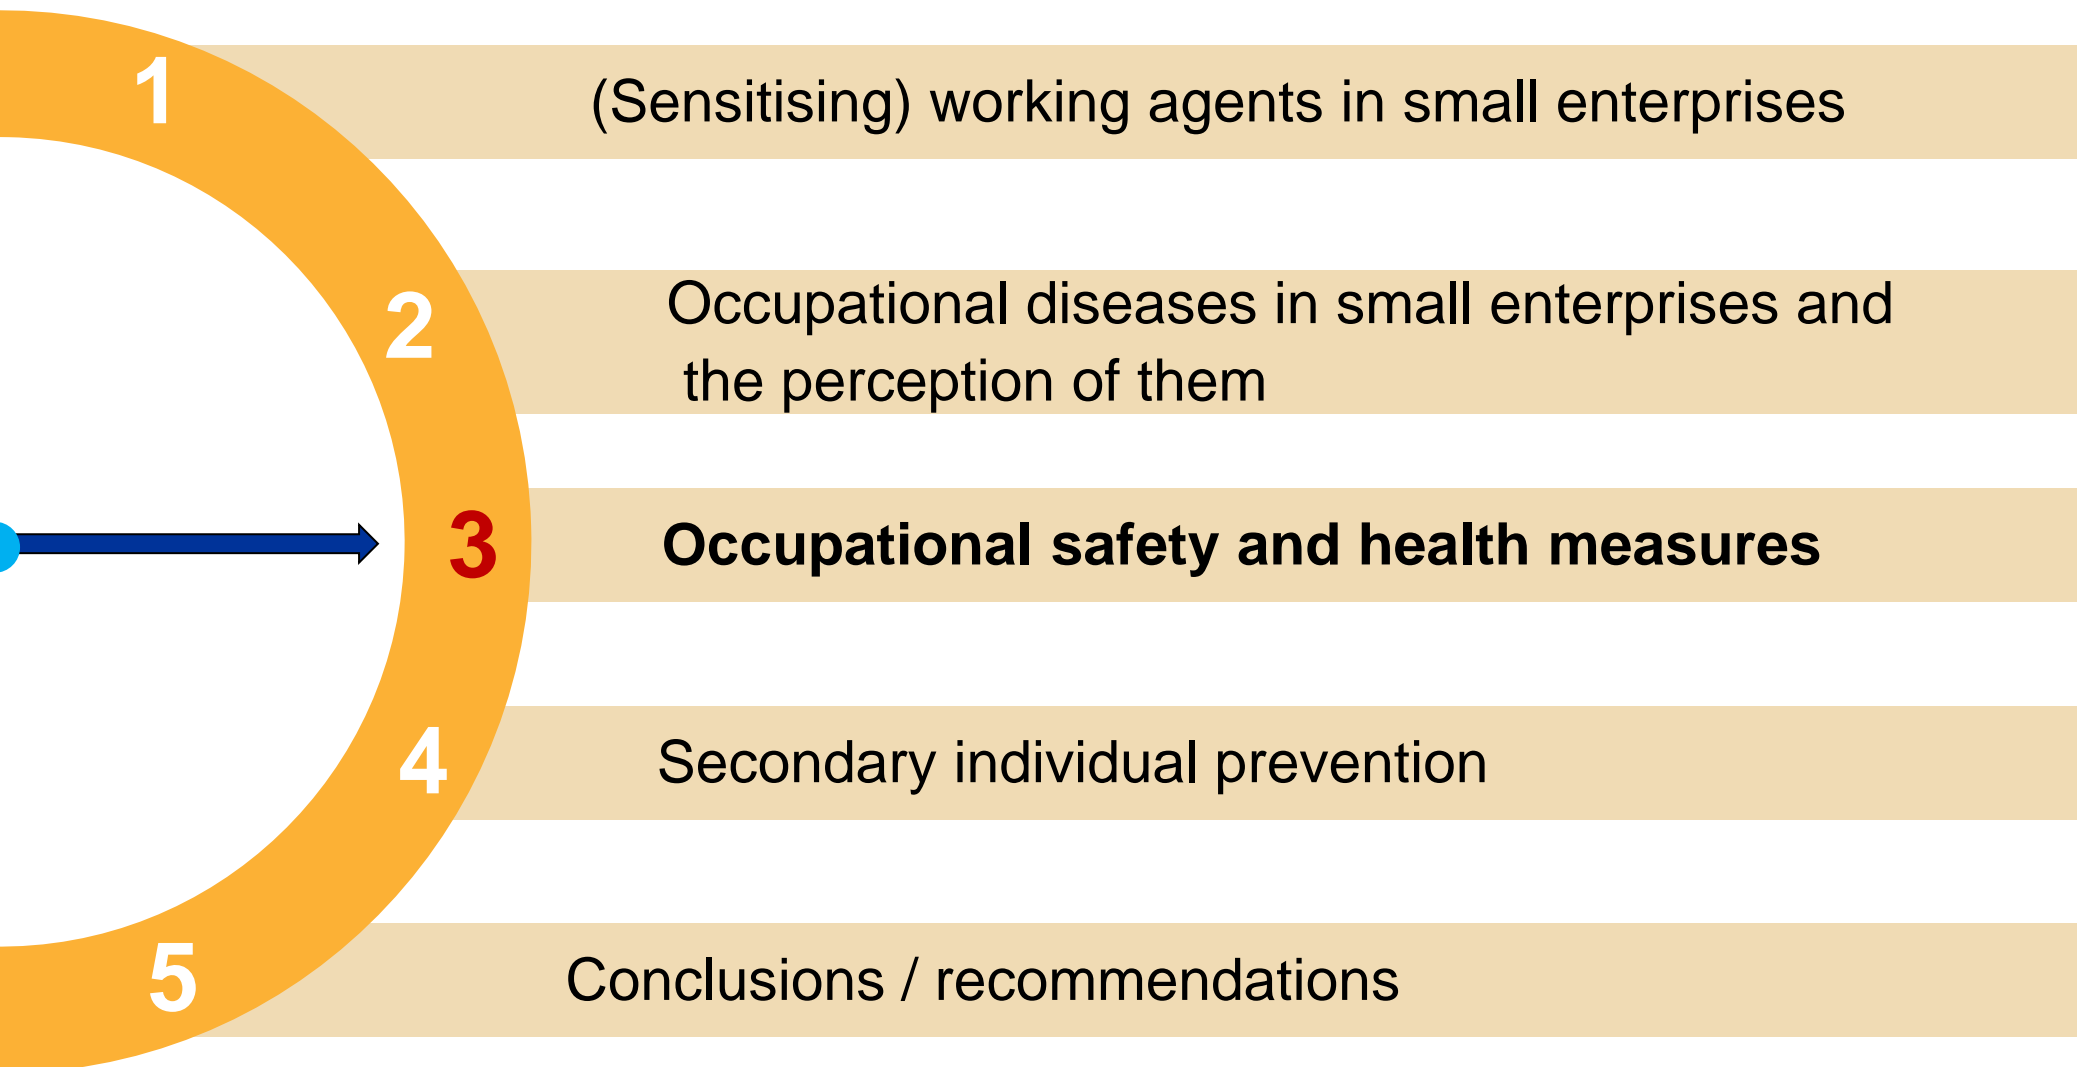 1
(Sensitising) working agents in small enterprises
2
Occupational diseases in small enterprises and
the perception of them
3
Occupational safety and health measures
4
Secondary individual prevention
5
Conclusions / recommendations